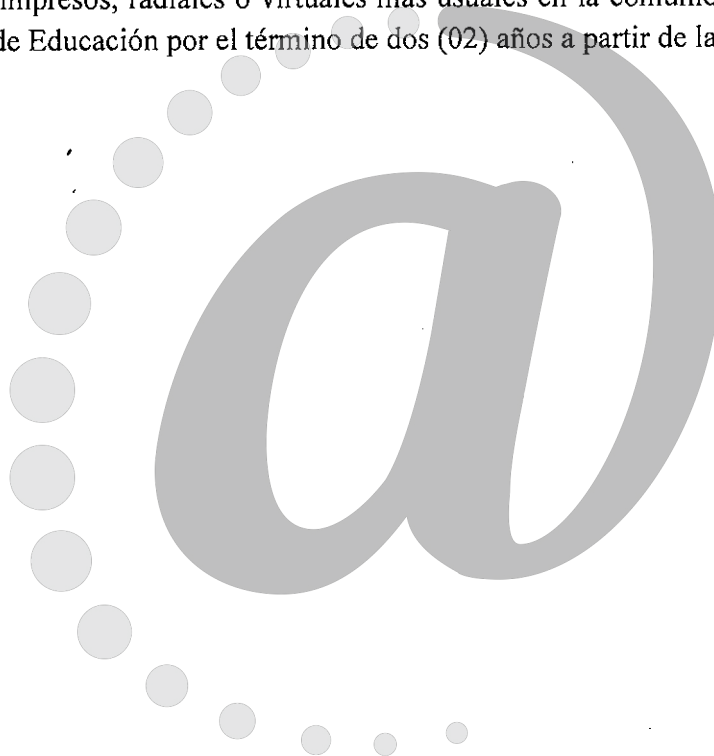 impresos, radiales o virtuales más usuales en la
de Educación por el término de dos (02) años a partir de la